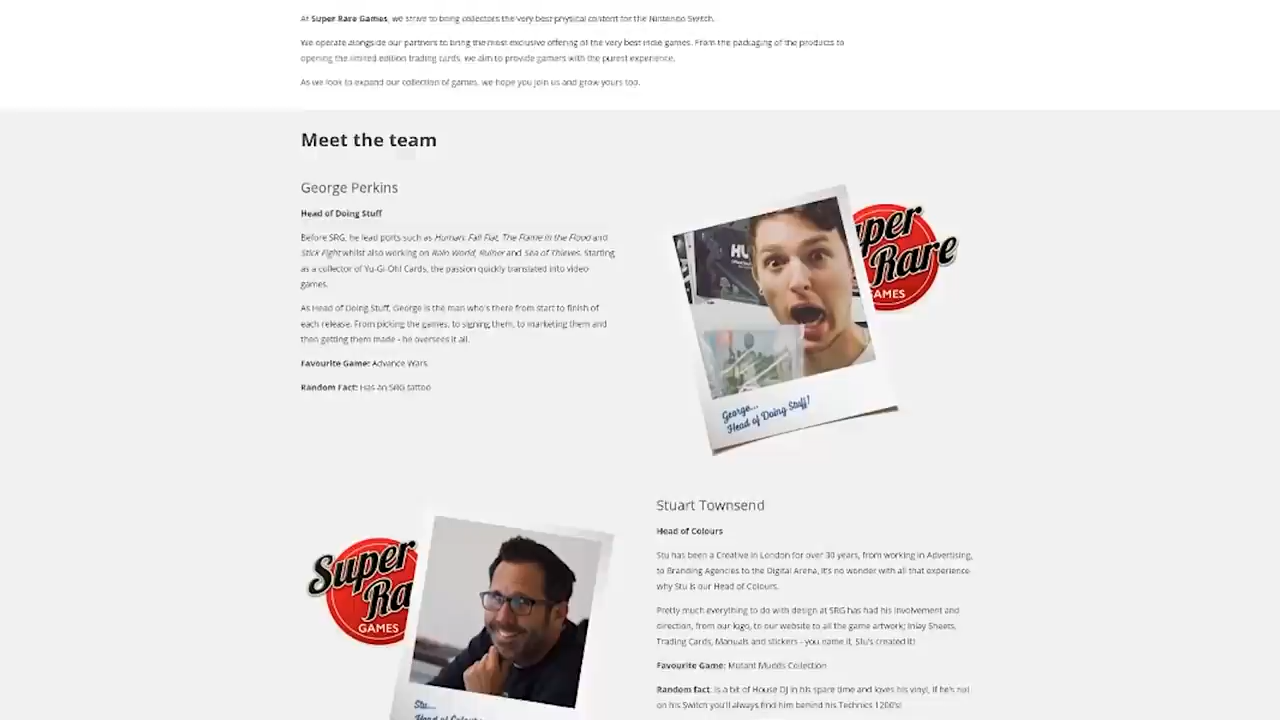 At Super Rare Games, we strive to bring collectors the very best physical content for the Nintendo Switch.
We operate alongside our partners to bring the most exclusive offering of the very best indie games. From the packaging of the products to
opening the limited edition trading cards, we aim to provide gamers with the purest experience.
As we look to expand our collection of games, we hope you join us and grow yours too.
Meet the team
George Perkins
Head of Doing Stuff
Before SRG, he lead ports such as Human: Fall Flat, The Flame in the Flood and
Stick Fight whilst also working on Rain World, Ruiner and Sea of Thieves. Starting
as a collector of Yu-Gi-Oh! Cards, the passion quickly translated into video
games.
As Head of Doing Stuff, George is the man who's there from start to finish of
each release. From picking the games, to signing them, to marketing them and
then getting them made - he oversees it all.
Favourite Game: Advance Wars
Random Fact: Has an SRG tattoo
HU
per
Rare
GAMES
George...
Head of Doing Stuff!
Stuart Townsend
Head of Colours
Stu has been a Creative in London for over 30 years, from working in Advertising,
to Branding Agencies to the Digital Arena, it's no wonder with all that experience
why Stu is our Head of Colours.
Pretty much everything to do with design at SRG has had his involvement and
direction, from our logo, to our website to all the game artwork; Inlay Sheets,
Trading Cards, Manuals and stickers - you name it, Stu's created it!
Favourite Game: Mutant Mudds Collection
Random fact: Is a bit of House DJ in his spare time and loves his vinyl, if he's not
on his Switch you'll always find him behind his Technics 1200's!
Super
Ra
GAMES
Stu...
Head of Colours